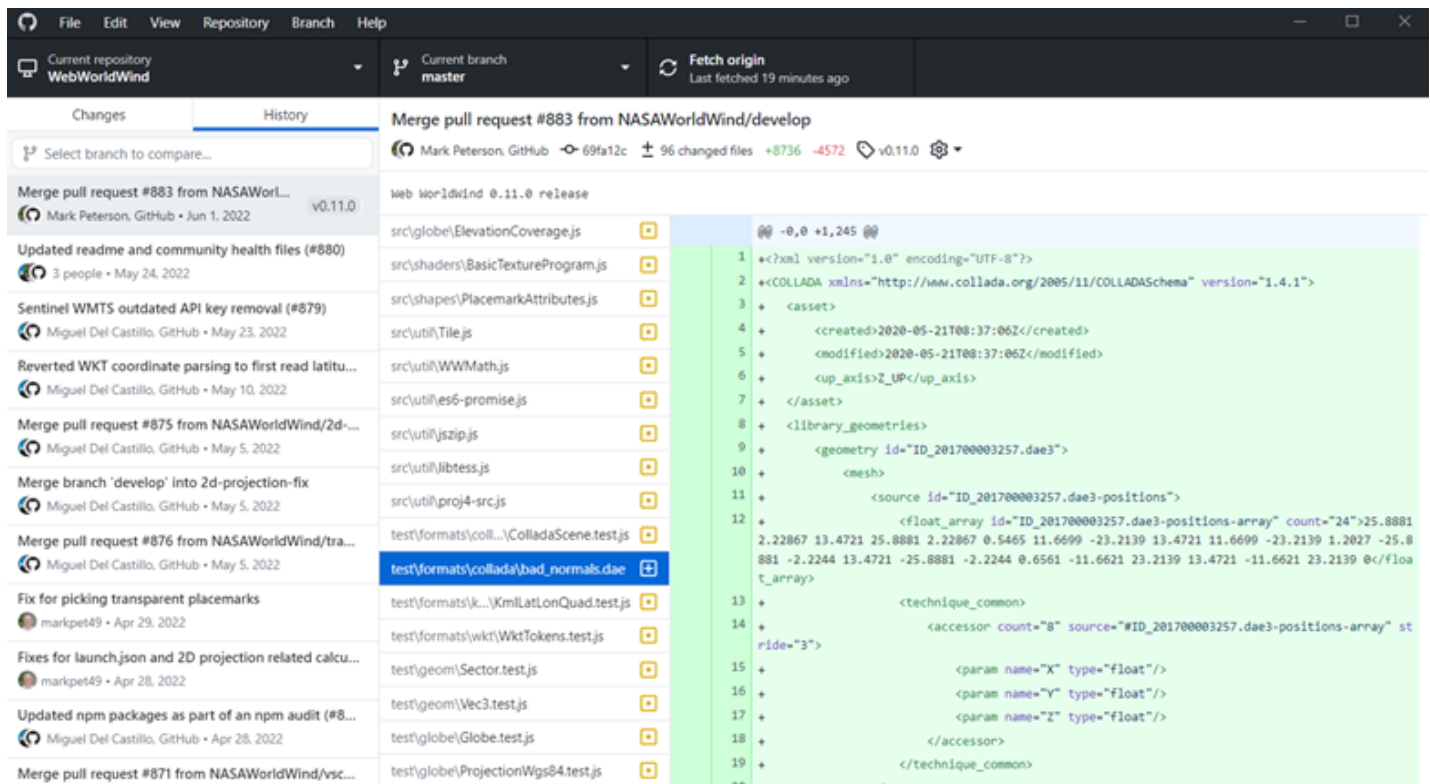 File Edit View Repository Branch Help
Current repository
WebWorldWind
Current branch
master
Fetch origin
Last fetched 19 minutes ago
Changes History
Select branch to compare...
Merge pull request #883 from NASAWorl...
Mark Peterson, GitHub • Jun 1, 2022
v0.11.0
Updated readme and community health files (#880)
3 people • May 24, 2022
Sentinel WMTS outdated API key removal (#879)
Miguel Del Castillo, GitHub • May 23, 2022
Reverted WKT coordinate parsing to first read latitu...
Miguel Del Castillo, GitHub • May 10, 2022
Merge pull request #875 from NASAWorldWind/2d-...
Miguel Del Castillo, GitHub • May 5, 2022
Merge branch 'develop' into 2d-projection-fix
Miguel Del Castillo, GitHub • May 5, 2022
Merge pull request #876 from NASAWorldWind/tra...
Miguel Del Castillo, GitHub • May 5, 2022
Fix for picking transparent placemarks
markpet49 • Apr 29, 2022
Fixes for launch.json and 2D projection related calcu...
markpet49 • Apr 28, 2022
Updated npm packages as part of an npm audit (#8...
Miguel Del Castillo, GitHub • Apr 28, 2022
Merge pull request #871 from NASAWorldWind/vsc...
Merge pull request #883 from NASAWorldWind/develop
Mark Peterson, GitHub 69fa12c 96 changed files +8736 -4572 v0.11.0
Web WorldWind 0.11.0 release
src\globe\ElevationCoverage.js
src\shaders\BasicTextureProgram.js
src\shapes\PlacemarkAttributes.js
src\util\Tile.js
src\util\WWMath.js
src\util\es6-promise.js
src\util\jszip.js
src\util\libtess.js
src\util\proj4-src.js
test\formats\coll...\ColladaScene.test.js
test\formats\collada\bad_normals.dae
test\formats\k...\KmlLatLonQuad.test.js
test\formats\wkt\WktTokens.test.js
test\geom\Sector.test.js
test\geom\Vec3.test.js
test\globe\Globe.test.js
test\globe\ProjectionWgs84.test.js
@@ -0,0 +1,245 @@
1 +<?xml version="1.0" encoding="UTF-8"?>
2 +<COLLADA xmlns="http://www.collada.org/2005/11/COLLADASchema" version="1.4.1">
3 + <asset>
4 + <created>2020-05-21T08:37:06Z</created>
5 + <modified>2020-05-21T08:37:06Z</modified>
6 + <up_axis>Z_UP</up_axis>
7 + </asset>
8 + <library_geometries>
9 + <geometry id="ID_201700003257.dae3">
10 + <mesh>
11 + <source id="ID_201700003257.dae3-positions">
12 + <float_array id="ID_201700003257.dae3-positions-array" count="24">25.8881
2.22867 13.4721 25.8881 2.22867 0.5465 11.6699 -23.2139 13.4721 11.6699 -23.2139 1.2027 -25.8
881 -2.2244 13.4721 -25.8881 -2.2244 0.6561 -11.6621 23.2139 13.4721 -11.6621 23.2139 0</floa
t_array>
13 + <technique_common>
14 + <accessor count="8" source="#ID_201700003257.dae3-positions-array" st
ride="3">
15 + <param name="X" type="float"/>
16 + <param name="Y" type="float"/>
17 + <param name="Z" type="float"/>
18 + </accessor>
19 + </technique_common>